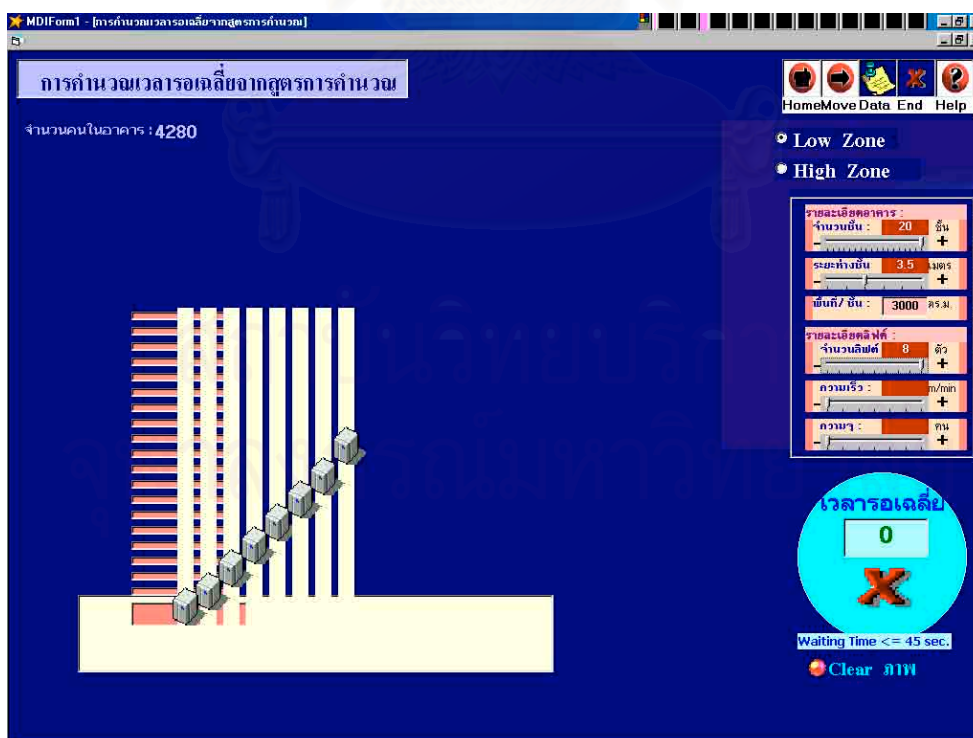 MDIForm1 - [การคำนวณเวลารอเฉลี่ยจากสูตรการคำนวณ]
การคำนวณเวลารอเฉลี่ยจากสูตรการคำนวณ
Home Move Data End Help
จำนวนคนในอาคาร : 4280
Low Zone
High Zone
รายละเอียดอาคาร :
จำนวนชั้น : 20 ชั้น
- +
ระยะห่างชั้น 3.5 เมตร
- +
พื้นที่/ ชั้น : 3000 ตร.ม.
รายละเอียดลิฟต์ :
จำนวนลิฟต์ 8 ตัว
- +
ความเร็ว : m/min
- +
ความจุ : คน
- +
เวลารอเฉลี่ย
0
Waiting Time <= 45 sec.
Clear ภาพ